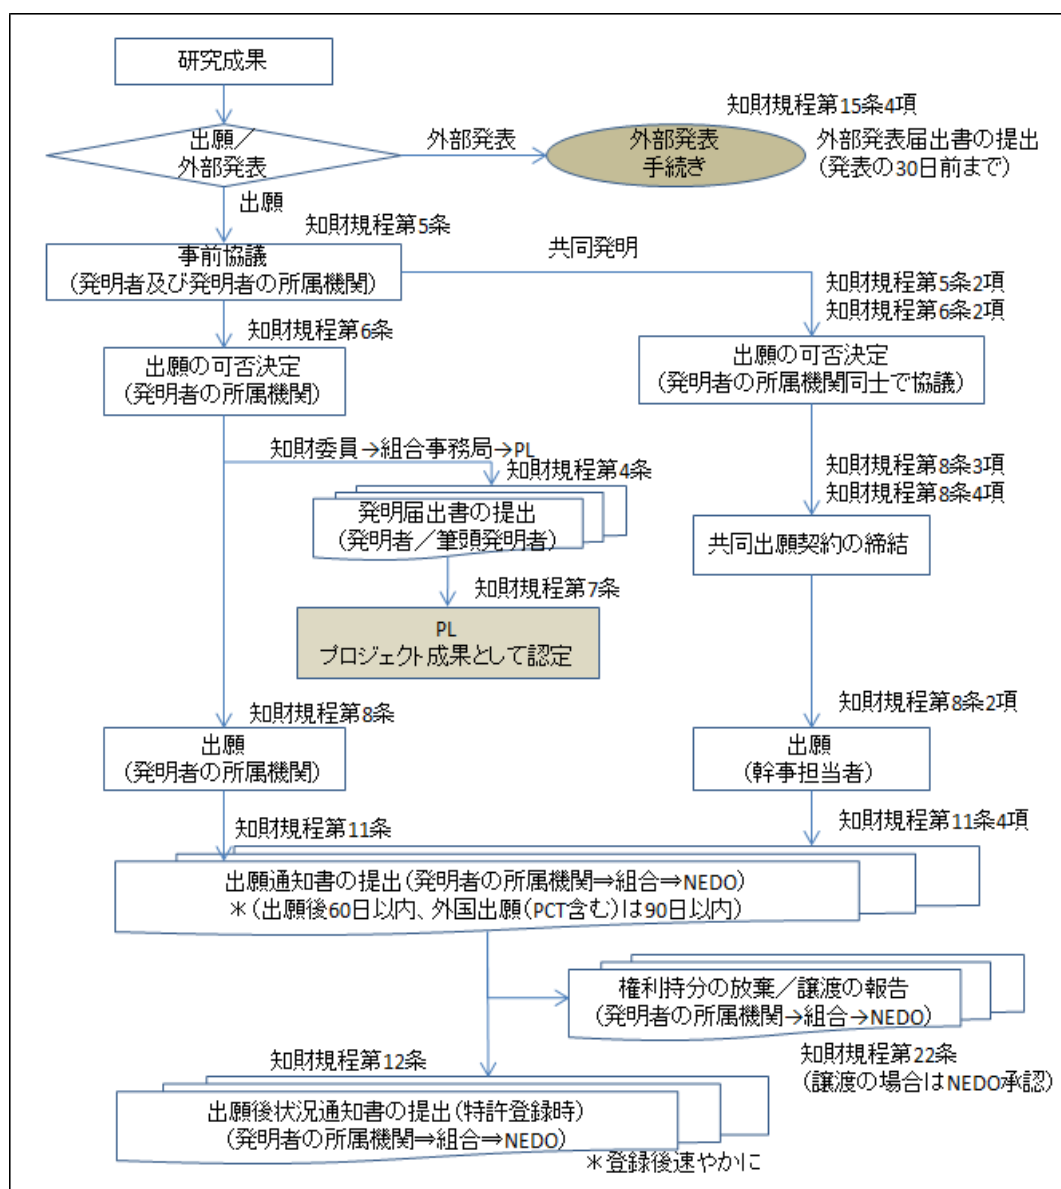 研究成果
知財規程第15条4項
出願／
外部発表
外部発表
外部発表
手続き
外部発表届出書の提出
(発表の30日前まで)
出願
知財規程第5条
事前協議
(発明者及び発明者の所属機関)
共同発明
知財規程第5条2項
知財規程第6条2項
知財規程第6条
出願の可否決定
(発明者の所属機関)
出願の可否決定
(発明者の所属機関同士で協議)
知財委員→組合事務局→PL
知財規程第4条
発明届出書の提出
(発明者／筆頭発明者)
知財規程第8条3項
知財規程第8条4項
共同出願契約の締結
知財規程第7条
PL
プロジェクト成果として認定
知財規程第8条
出願
(発明者の所属機関)
知財規程第8条2項
出願
(幹事担当者)
知財規程第11条
知財規程第11条4項
出願通知書の提出(発明者の所属機関⇒組合⇒NEDO)
＊(出願後60日以内、外国出願(PCT含む)は90日以内)
権利持分の放棄／譲渡の報告
(発明者の所属機関→組合→NEDO)
知財規程第22条
(譲渡の場合はNEDO承認)
知財規程第12条
出願後状況通知書の提出(特許登録時)
(発明者の所属機関⇒組合⇒NEDO)
＊登録後速やかに